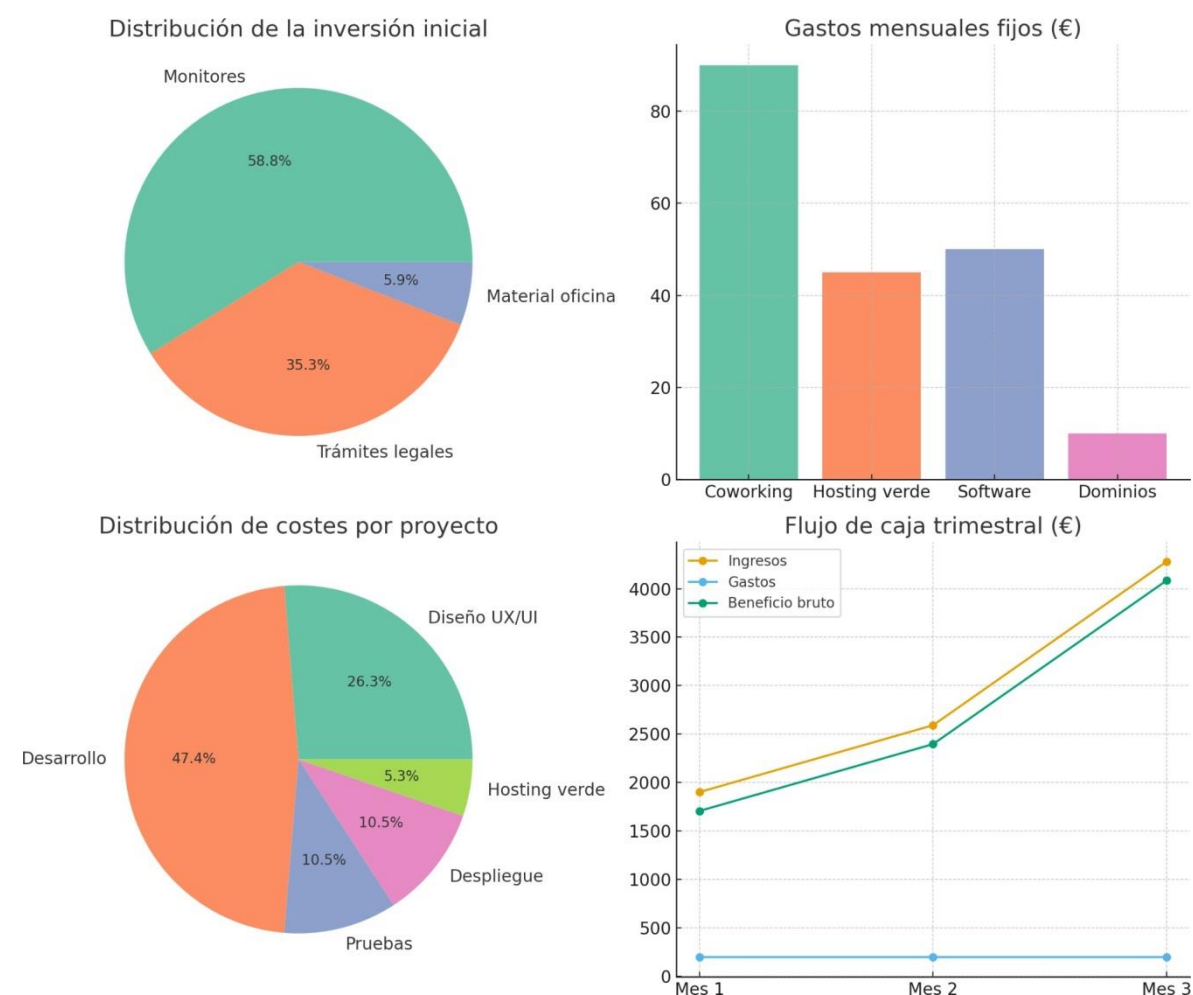 Distribución de la inversión inicial
Monitores
58.8%
5.9%
Material oficina
35.3%
Trámites legales
Gastos mensuales fijos (€)
80
60
40
20
0
Coworking Hosting verde Software Dominios
Distribución de costes por proyecto
Diseño UX/UI
26.3%
Desarrollo
47.4%
5.3%
Hosting verde
10.5%
Despliegue
10.5%
Pruebas
Flujo de caja trimestral (€)
Ingresos
Gastos
Beneficio bruto
4000
3500
3000
2500
2000
1500
1000
500
0
Mes 1 Mes 2 Mes 3